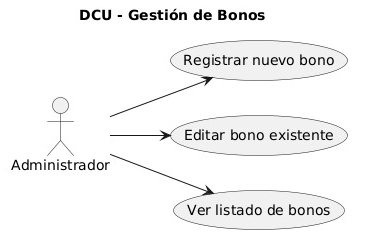 DCU - Gestión de Bonos
Registrar nuevo bono
Editar bono existente
Administrador
Ver listado de bonos